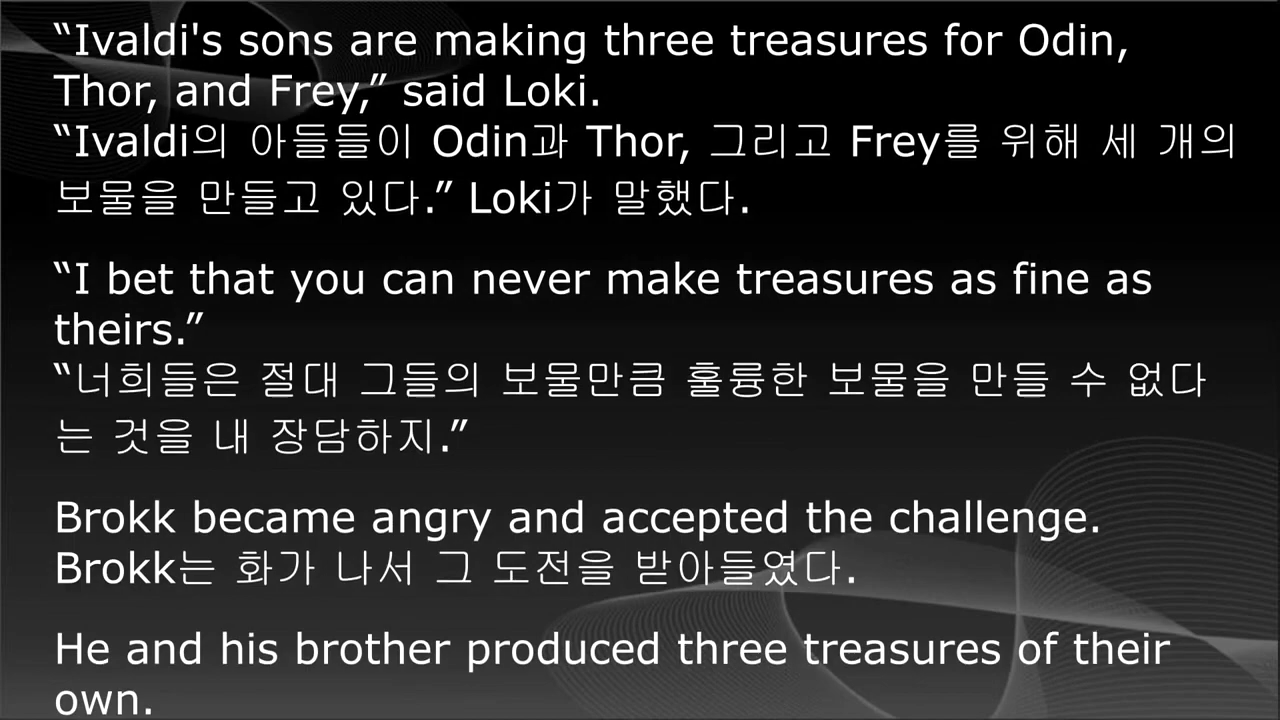 “Ivaldi's sons are making three treasures for Odin,
Thor, and Frey,” said Loki.
“Ivaldi의 아들들이 Odin과 Thor, 그리고 Frey를 위해 세 개의
보물을 만들고 있다.” Loki가 말했다.
“I bet that you can never make treasures as fine as
theirs.”
“너희들은 절대 그들의 보물만큼 훌륭한 보물을 만들 수 없다
는 것을 내 장담하지.”
Brokk became angry and accepted the challenge.
Brokk는 화가 나서 그 도전을 받아들였다.
He and his brother produced three treasures of their
own.